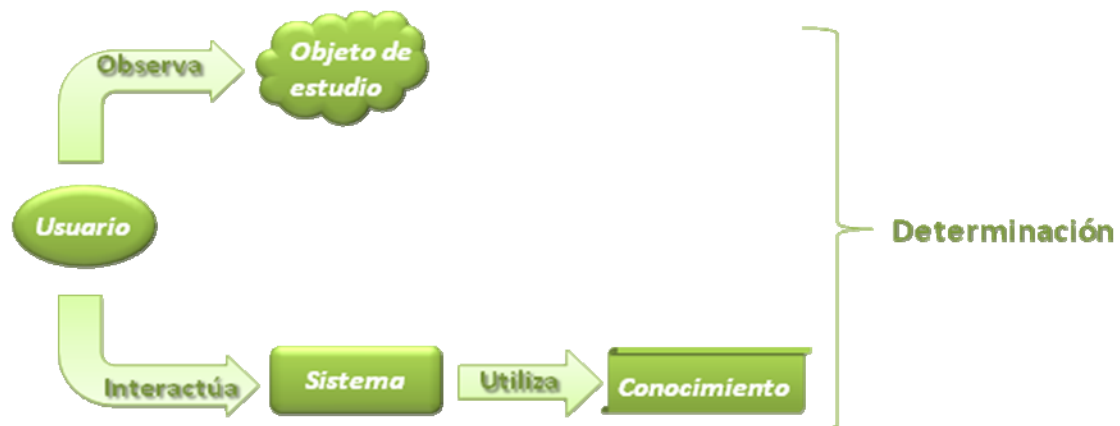 Observa
Objeto de
estudio
Usuario
Determinación
Interactúa
Sistema
Utiliza
Conocimiento